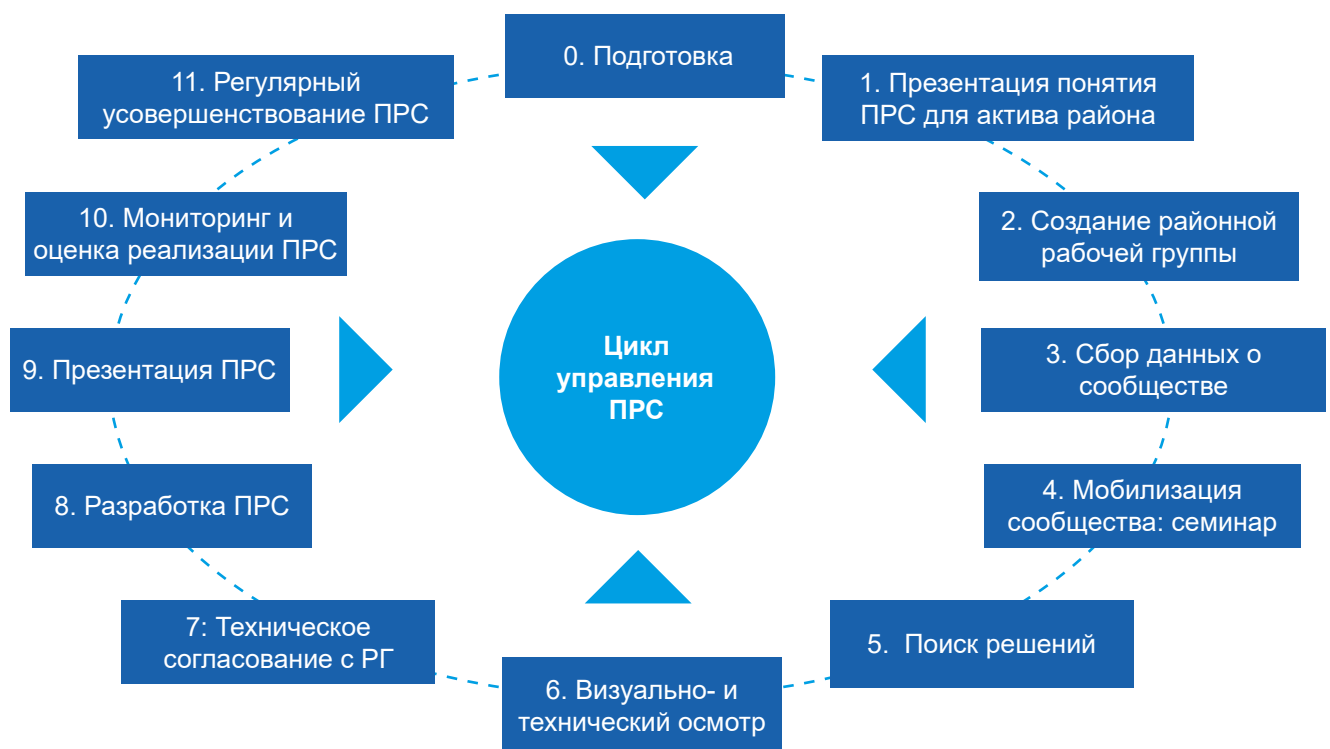 0. Подготовка
1. Презентация понятия
ПРС для актива района
2. Создание районной
рабочей группы
3. Сбор данных о
сообществе
4. Мобилизация
сообщества: семинар
5. Поиск решений
6. Визуально- и
технический осмотр
7: Техническое
согласование с РГ
8. Разработка ПРС
9. Презентация ПРС
10. Мониторинг и
оценка реализации ПРС
11. Регулярный
усовершенствование ПРС
Цикл
управления
ПРС